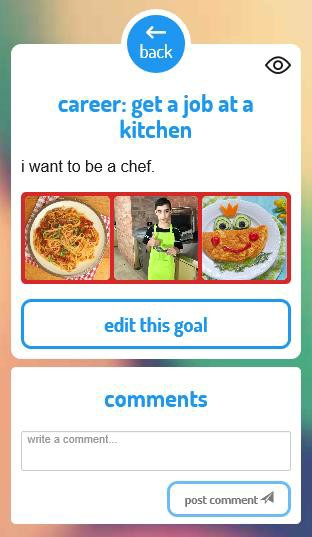 back
career: get a job at a
kitchen
i want to be a chef.
edit this goal
comments
write a comment...
post comment